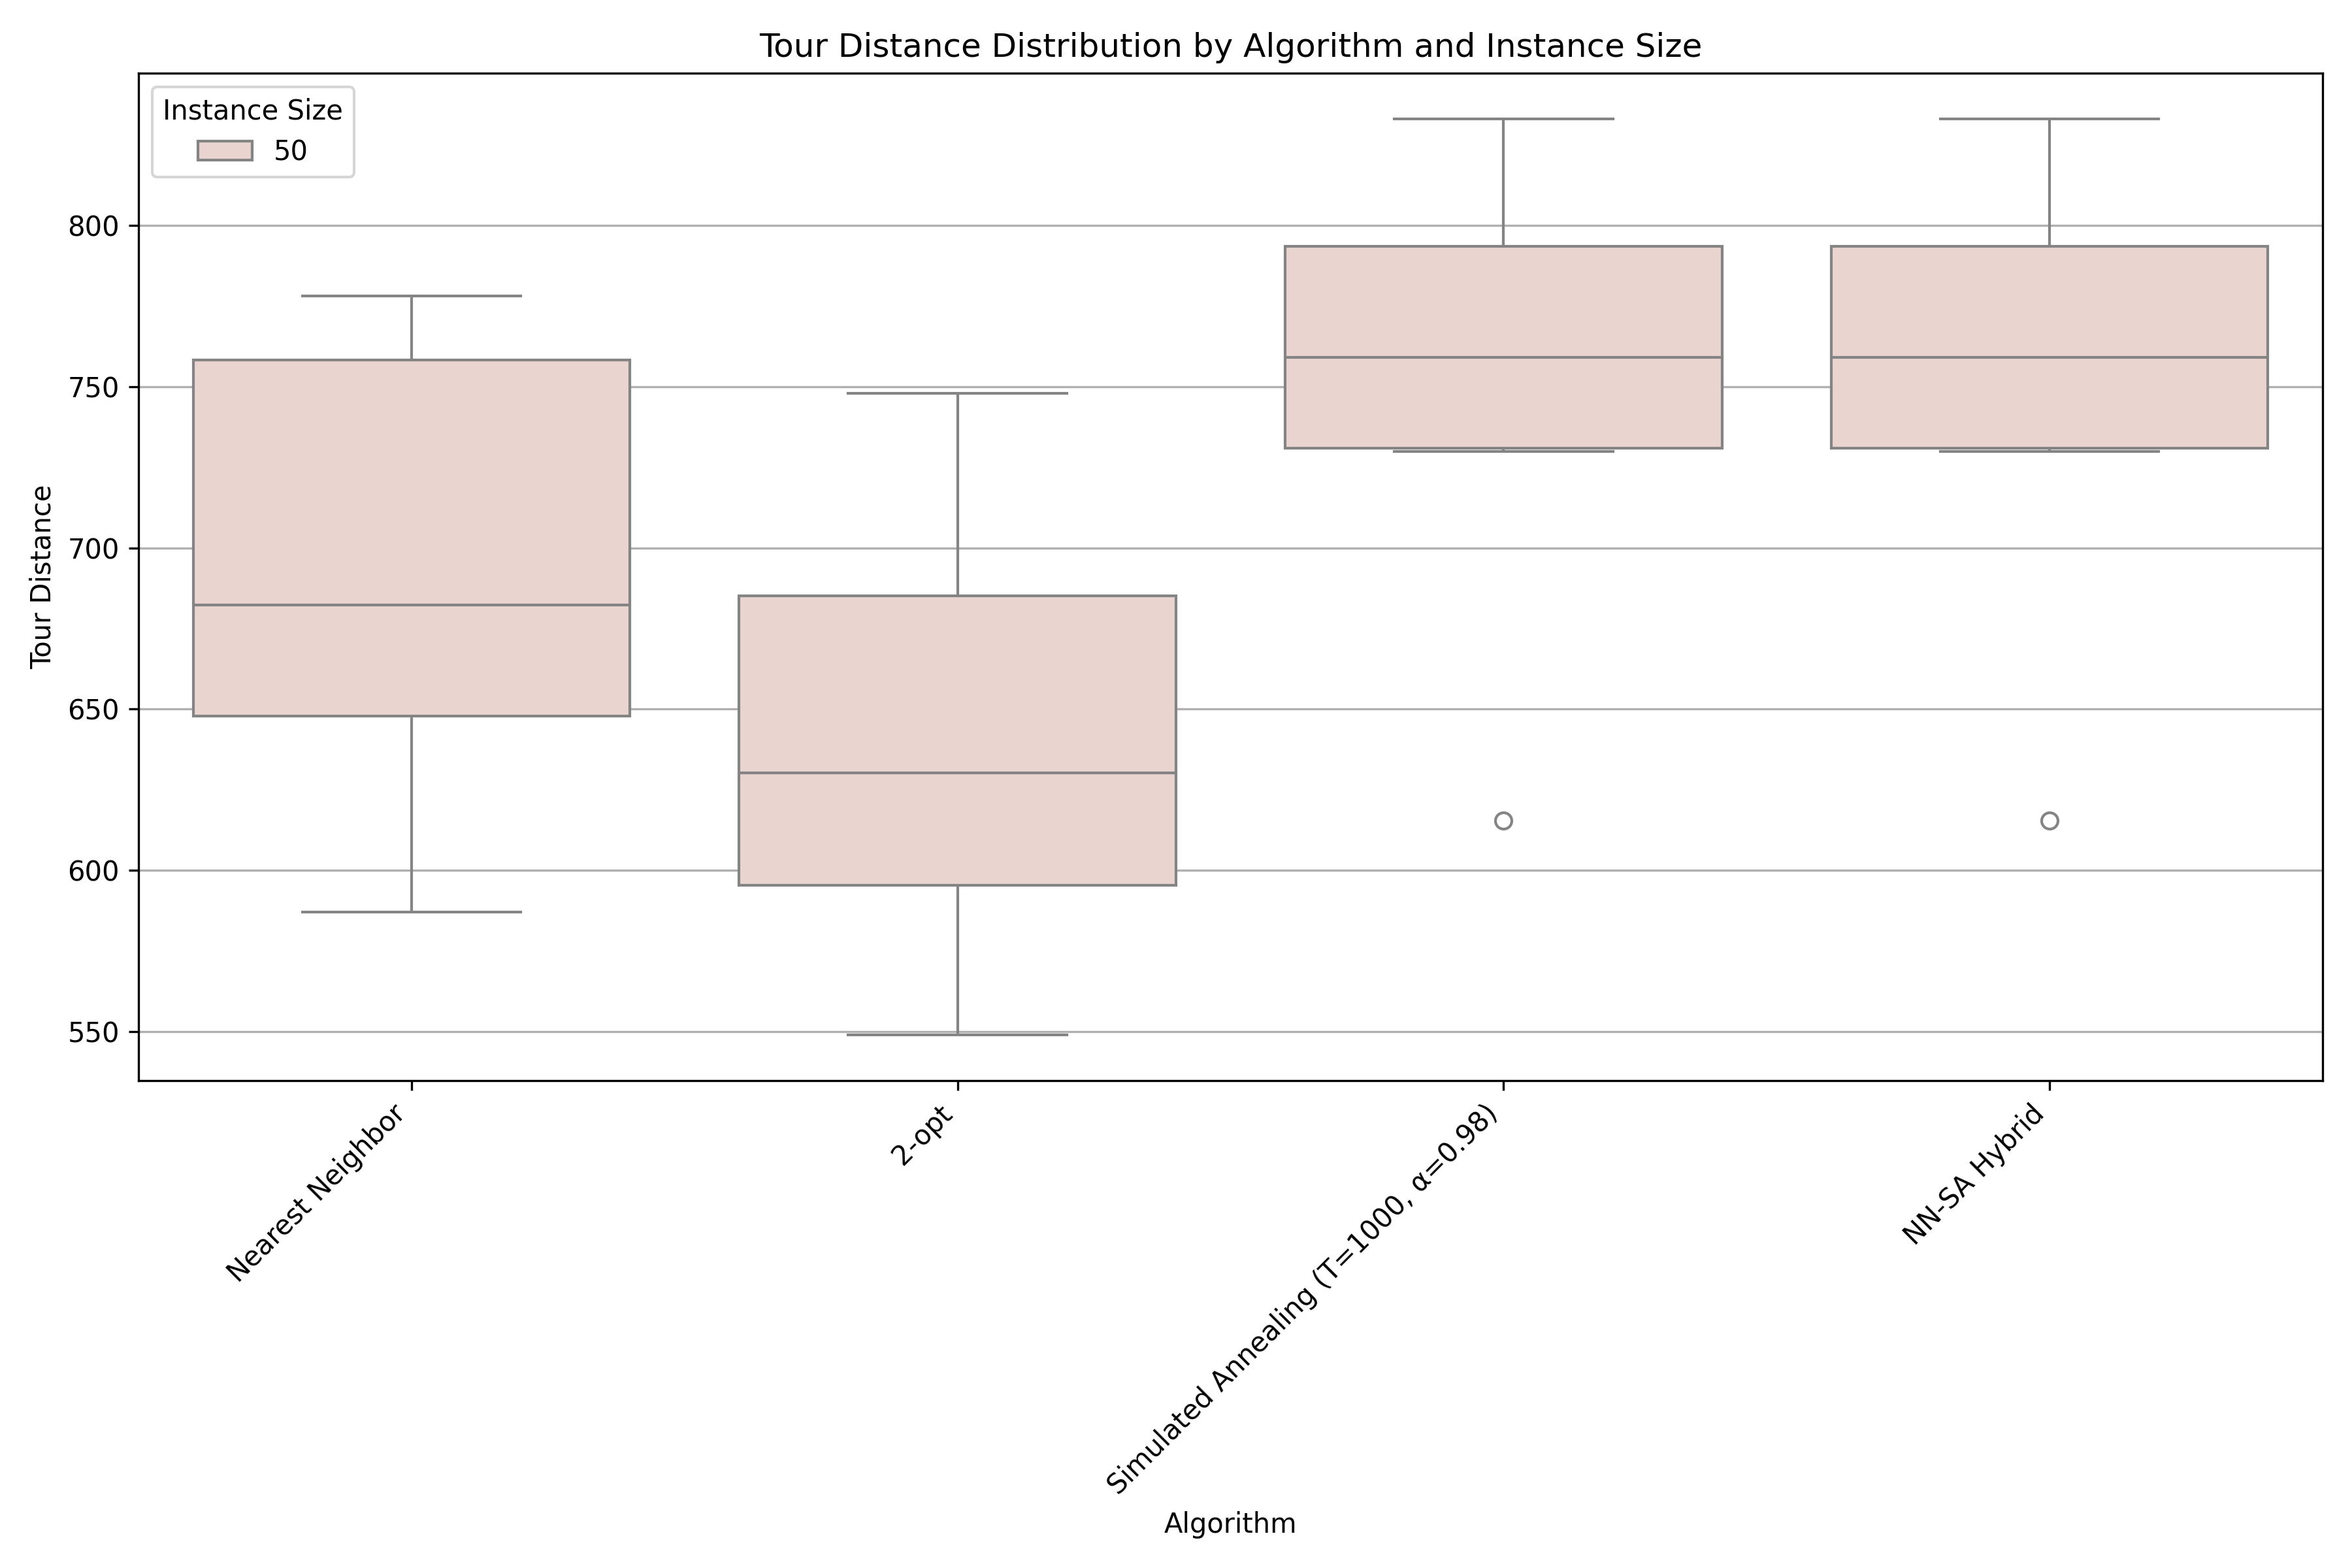 Tour Distance Distribution by Algorithm and Instance Size
Instance Size
50
800
750
700
650
600
550
Tour Distance
Nearest Neighbor
2-opt
Simulated Annealing (T=1000, α=0.98)
NN-SA Hybrid
Algorithm